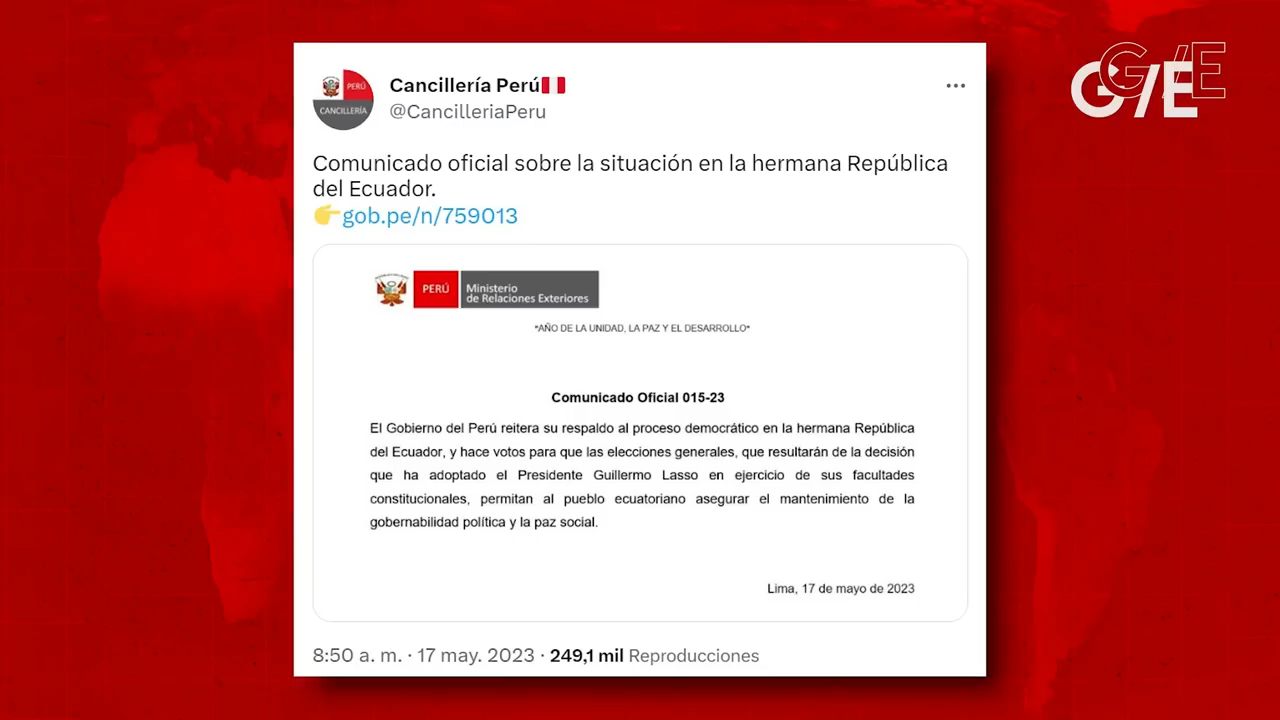 G/E
G/E
PERÚ
CANCILLERÍA
Cancillería Perú
@CancilleriaPeru
Comunicado oficial sobre la situación en la hermana República
del Ecuador.
gob.pe/n/759013
PERÚ
Ministerio
de Relaciones Exteriores
"AÑO DE LA UNIDAD, LA PAZ Y EL DESARROLLO"
Comunicado Oficial 015-23
El Gobierno del Perú reitera su respaldo al proceso democrático en la hermana República
del Ecuador, y hace votos para que las elecciones generales, que resultarán de la decisión
que ha adoptado el Presidente Guillermo Lasso en ejercicio de sus facultades
constitucionales, permitan al pueblo ecuatoriano asegurar el mantenimiento de la
gobernabilidad política y la paz social.
Lima, 17 de mayo de 2023
8:50 a. m. · 17 may. 2023 · 249,1 mil Reproducciones